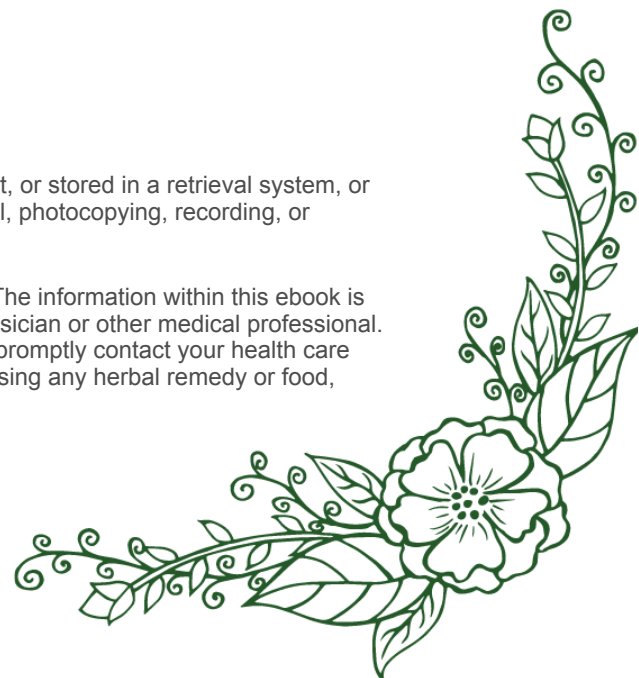 t, or stored in a retrieval system, or
l, photocopying, recording, or
The information within this ebook is
sician or other medical professional.
promptly contact your health care
sing any herbal remedy or food,